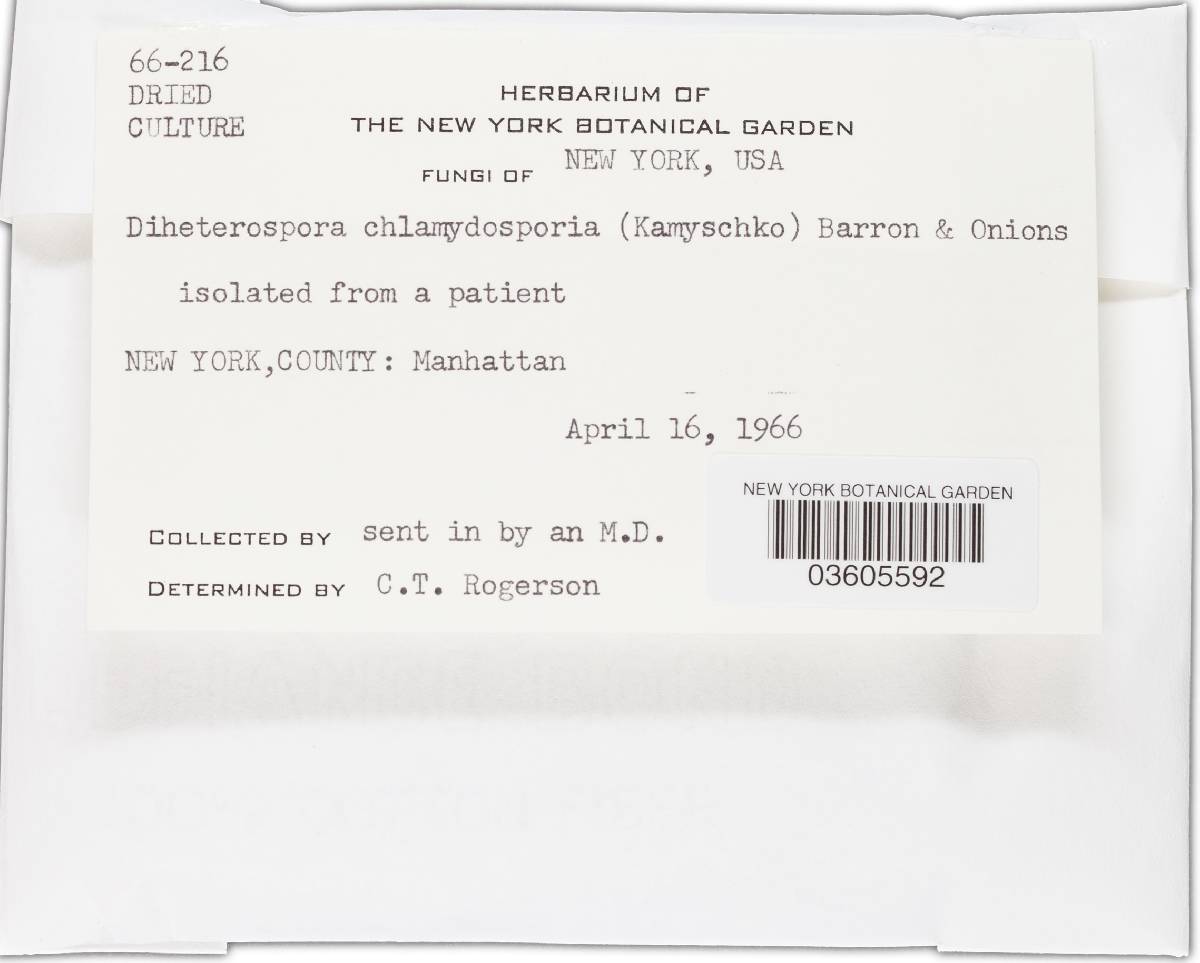 66-216
DRIED
CULTURE
HERBARIUM OF
THE NEW YORK BOTANICAL GARDEN
FUNGI OF NEW YORK, USA
Diheterospora chlamydosporia (Kamyschko) Barron & Onions
isolated from a patient
NEW YORK,COUNTY: Manhattan
April 16, 1966
COLLECTED BY sent in by an M.D.
DETERMINED BY C.T. Rogerson
NEW YORK BOTANICAL GARDEN
03605592